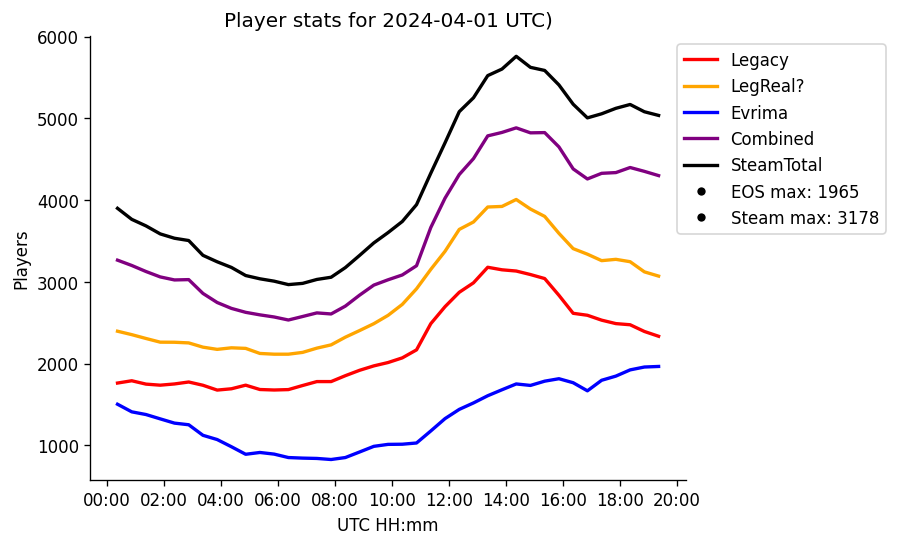 Player stats for 2024-04-01 UTC)
6000
5000
4000
3000
2000
1000
Players
00:00 02:00 04:00 06:00 08:00 10:00 12:00 14:00 16:00 18:00 20:00
UTC HH:mm
Legacy
LegReal?
Evrima
Combined
SteamTotal
EOS max: 1965
Steam max: 3178